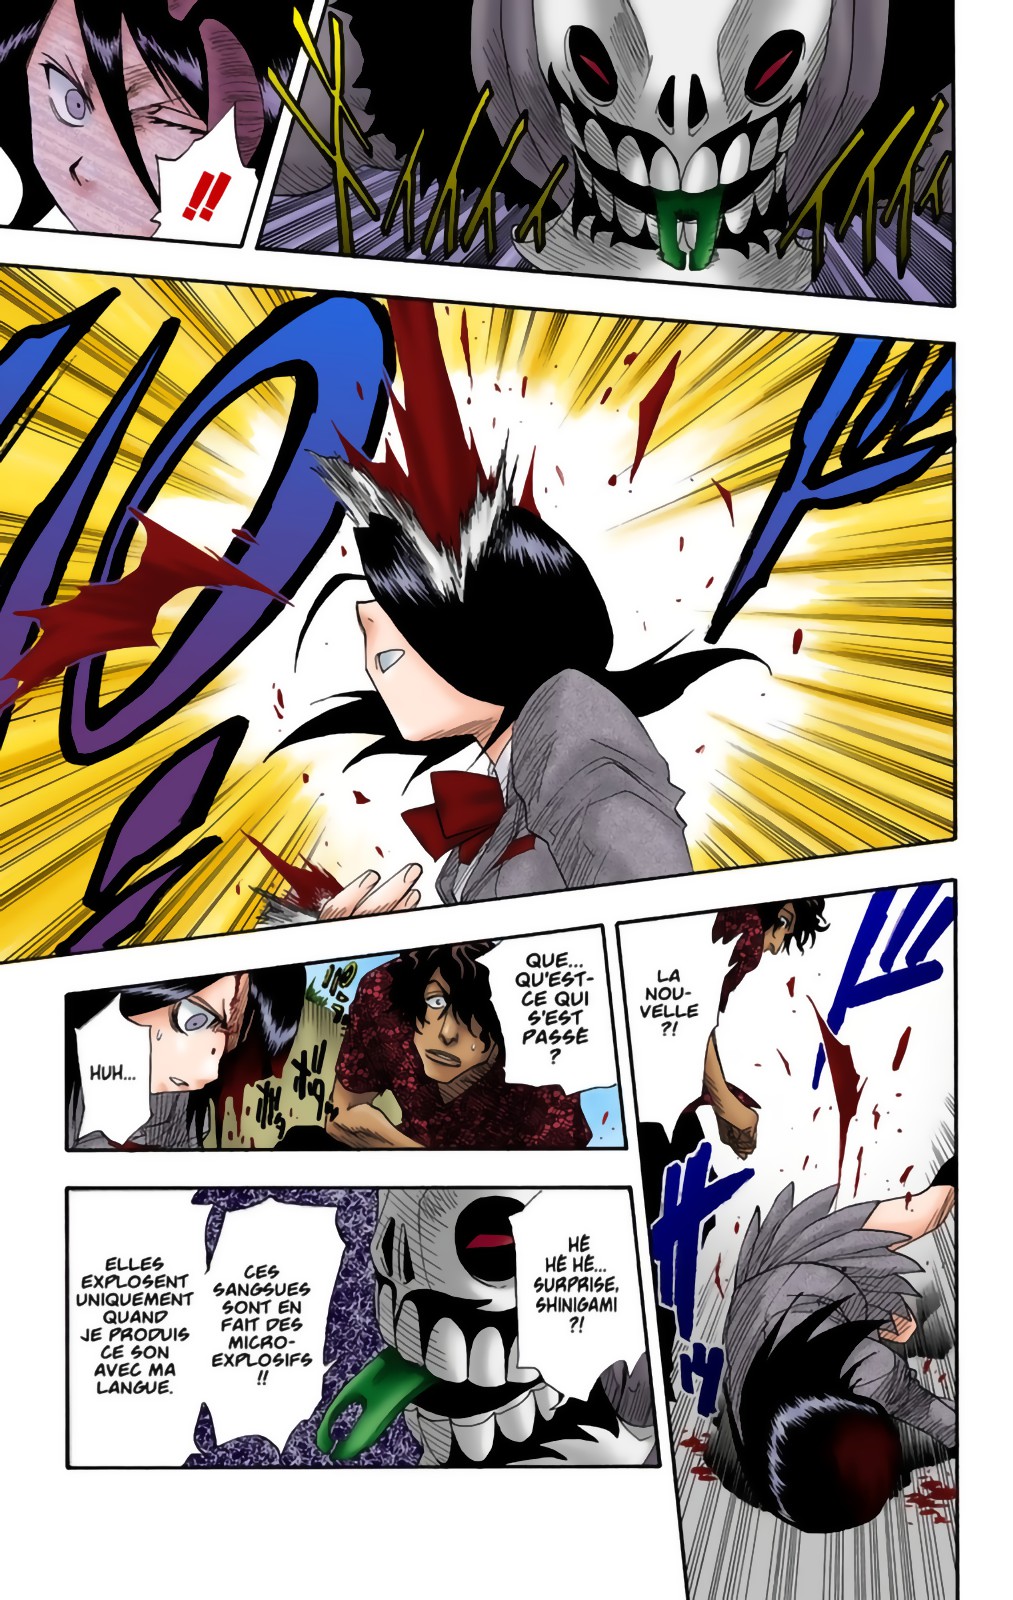 !!
LA
NOU-
VELLE
?!
QUE...
QU'EST-
CE QUI
S'EST
PASSÉ
?
HUH...
HÉ
HÉ HÉ...
SURPRISE,
SHINIGAMI
?!
CES
SANGSUES
SONT EN
FAIT DES
MICRO-
EXPLOSIFS
!!
ELLES
EXPLOSENT
UNIQUEMENT
QUAND
JE PRODUIS
CE SON
AVEC MA
LANGUE.